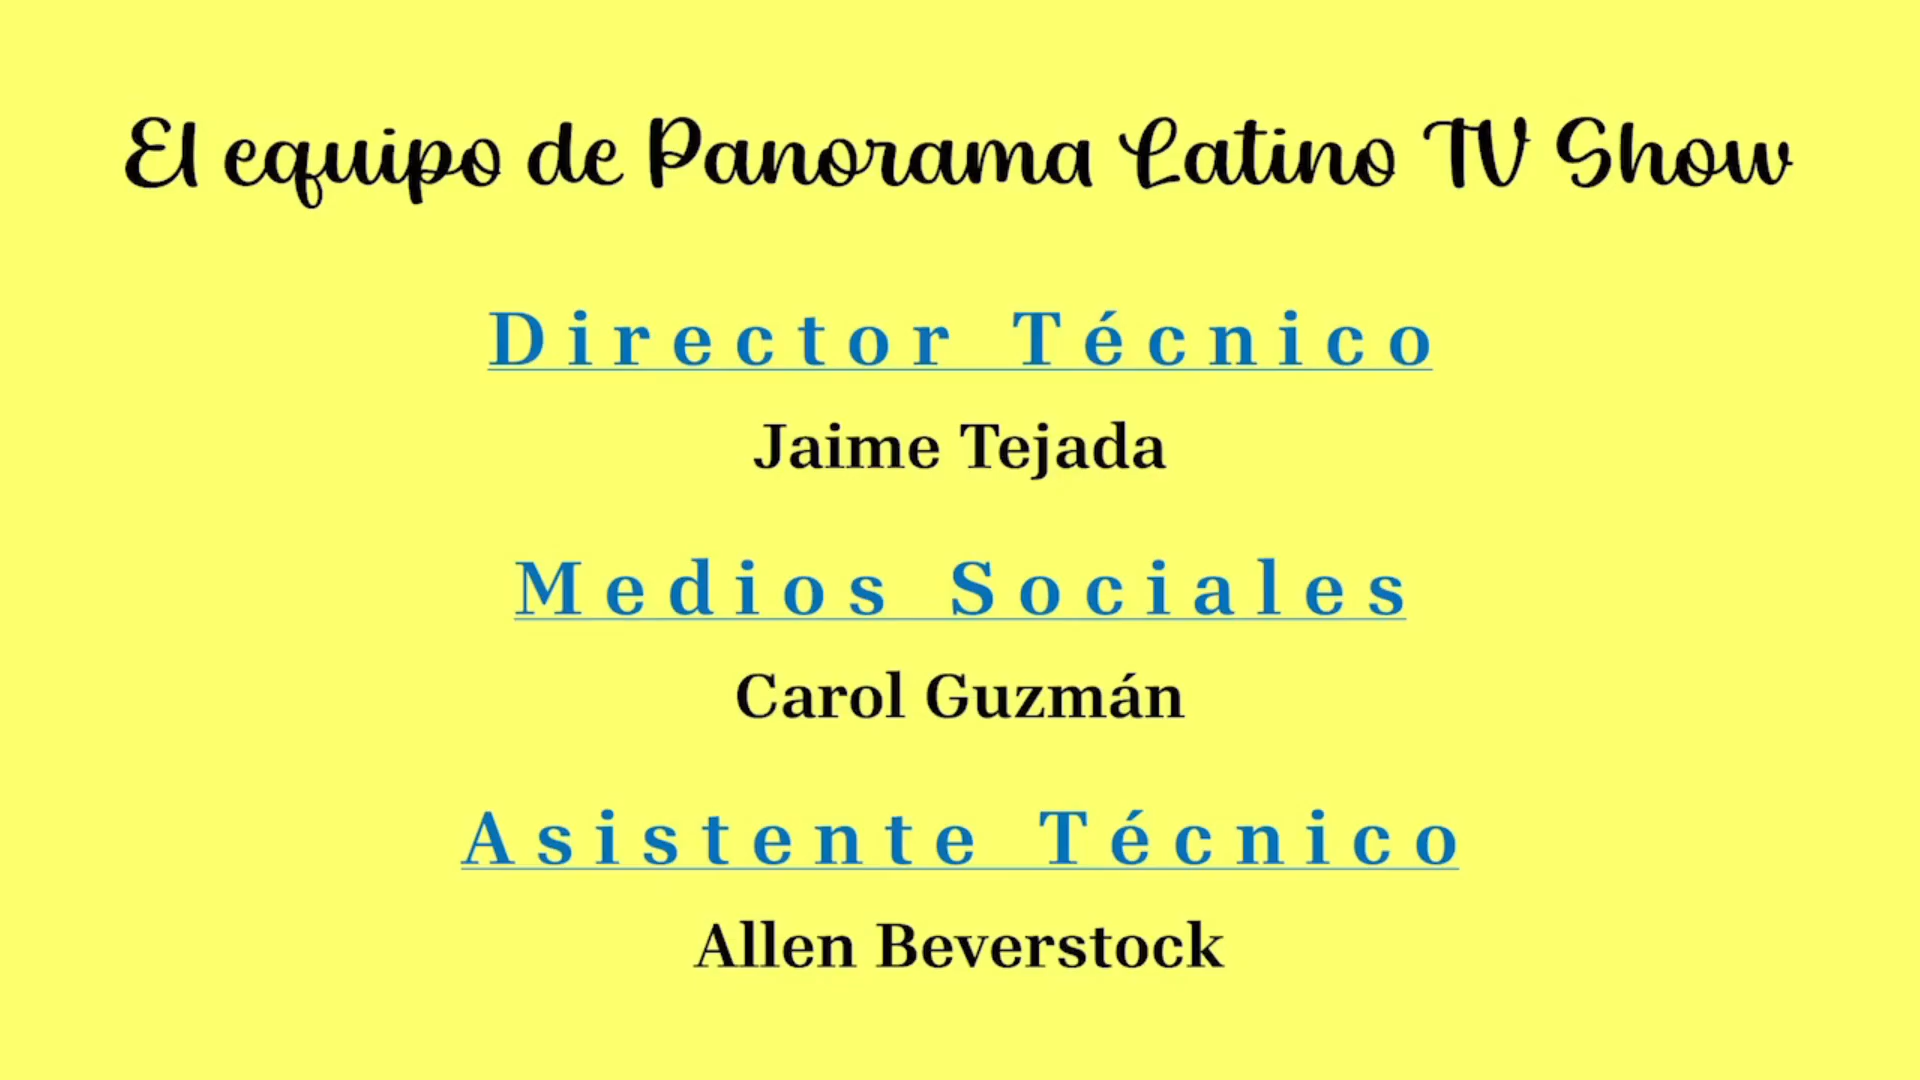 El equipo de Panorama Latino TV Show
Director Técnico
Jaime Tejada
Medios Sociales
Carol Guzmán
Asistente Técnico
Allen Beverstock